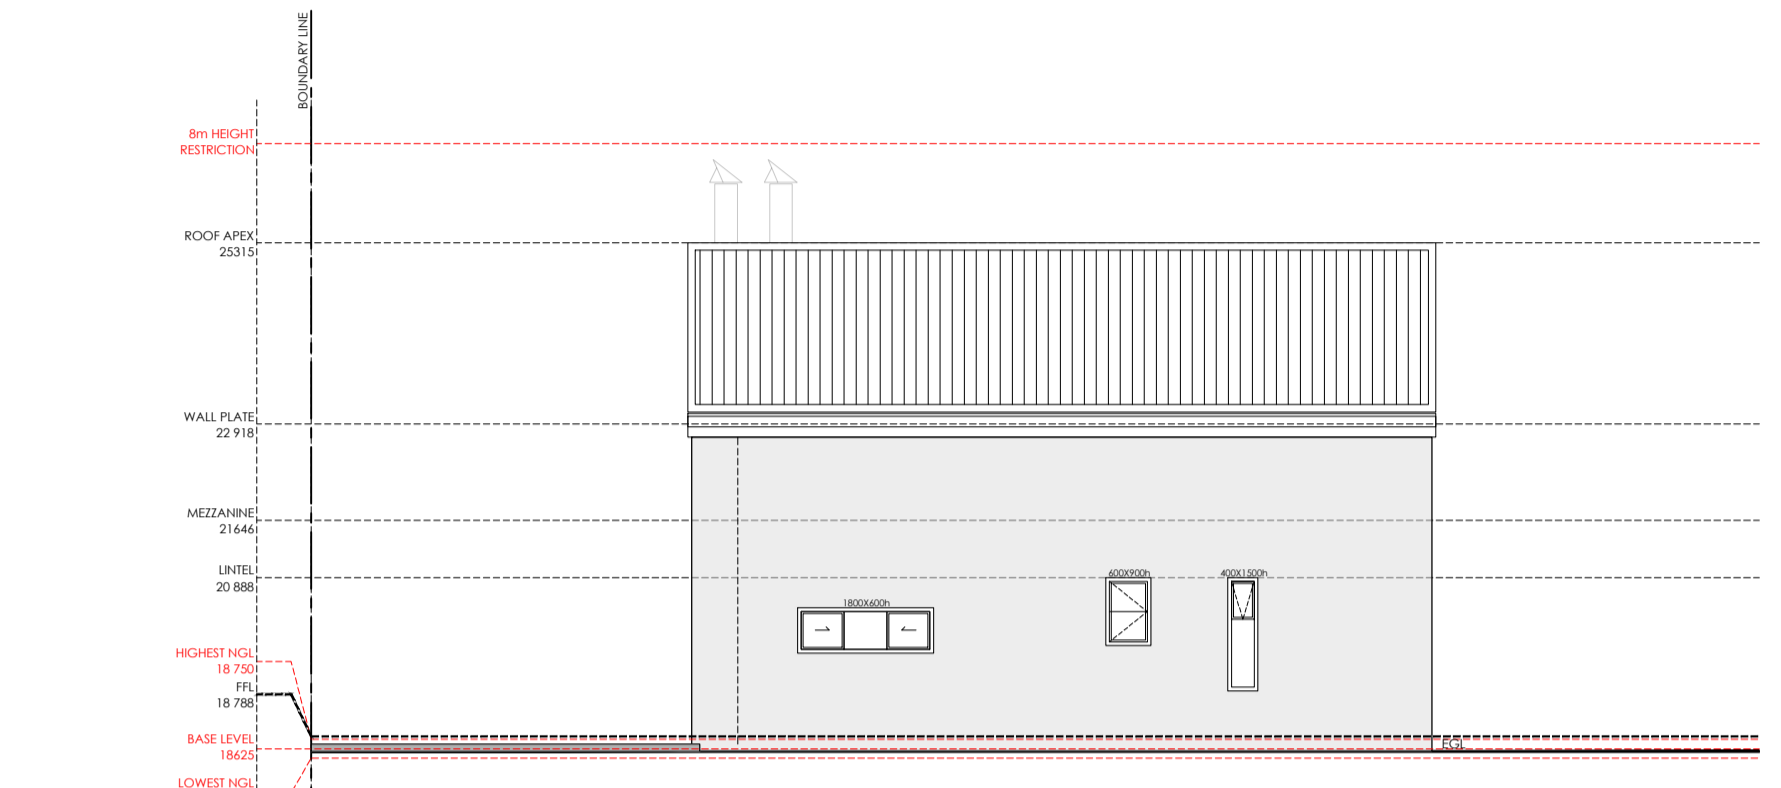 BOUNDARY LINE
8m HEIGHT
RESTRICTION
ROOF APEX
25315
WALL PLATE
22 918
MEZZANINE
21646
LINTEL
20 888
600X900h
400X1500h
1800X600h
HIGHEST NGL
18 750
FFL
18 788
BASE LEVEL
18625
EGL
LOWEST NGL